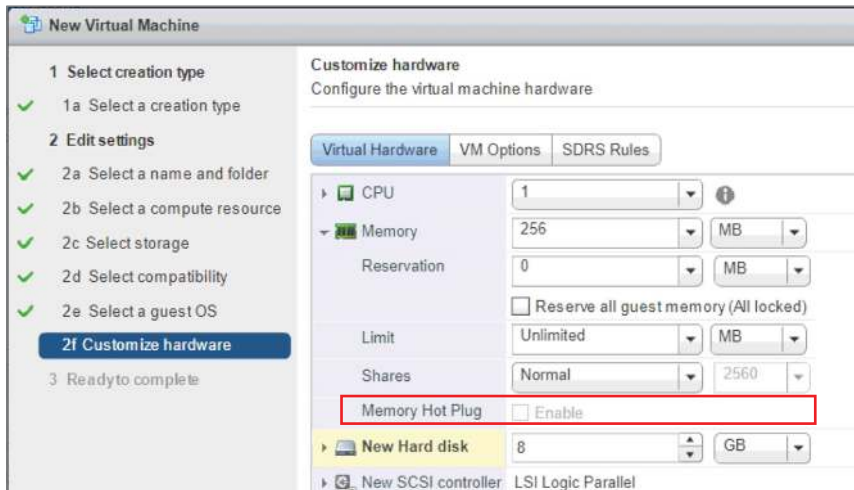 New Virtual Machine
1 Select creation type
1a Select a creation type
2 Edit settings
2a Select a name and folder
2b Select a compute resource
2c Select storage
2d Select compatibility
2e Select a guest OS
2f Customize hardware
3 Ready to complete
Customize hardware
Configure the virtual machine hardware
Virtual Hardware VM Options SDRS Rules
CPU 1
Memory 256 MB
Reservation 0 MB
Reserve all guest memory (All locked)
Limit Unlimited MB
Shares Normal 2560
Memory Hot Plug Enable
New Hard disk 8 GB
New SCSI controller LSI Logic Parallel